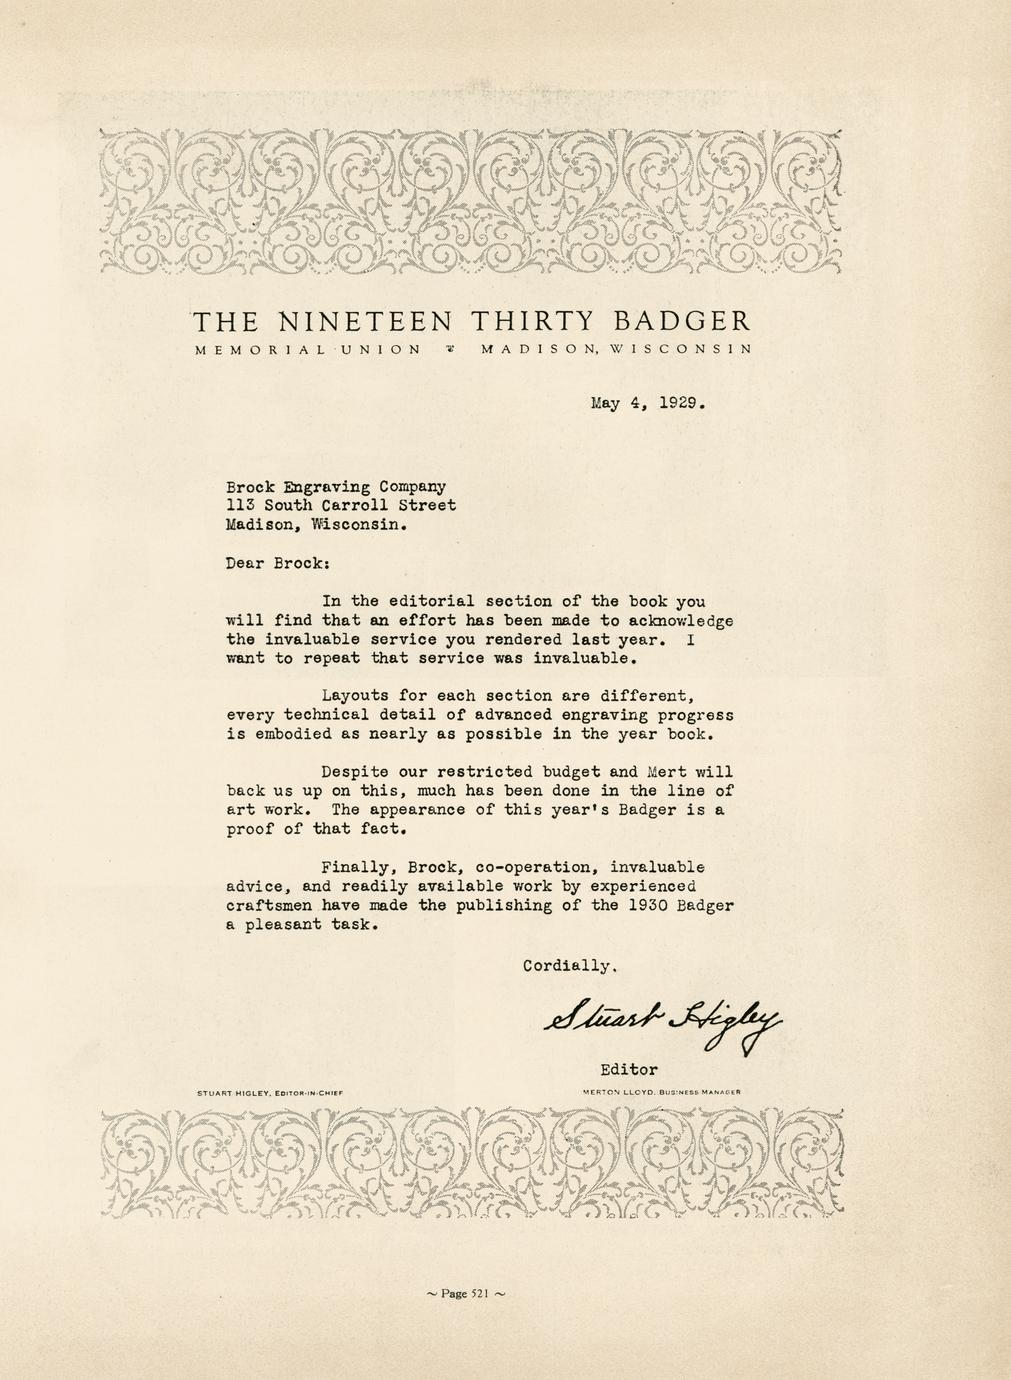 THE NINETEEN THIRTY BADGER
MEMORIAL UNION MADISON, WISCONSIN
May 4, 1929.
Brock Engraving Company
113 South Carroll Street
Madison, Wisconsin.
Dear Brock:
In the editorial section of the book you
will find that an effort has been made to acknowledge
the invaluable service you rendered last year. I
want to repeat that service was invaluable.
Layouts for each section are different,
every technical detail of advanced engraving progress
is embodied as nearly as possible in the year book.
Despite our restricted budget and Mert will
back us up on this, much has been done in the line of
art work. The appearance of this year's Badger is a
proof of that fact.
Finally, Brock, co-operation, invaluable
advice, and readily available work by experienced
craftsmen have made the publishing of the 1930 Badger
a pleasant task.
Cordially,
Stuart Higley
Editor
STUART HIGLEY, EDITOR-IN-CHIEF MERTON LLOYD, BUSINESS MANAGER
~ Page 521 ~